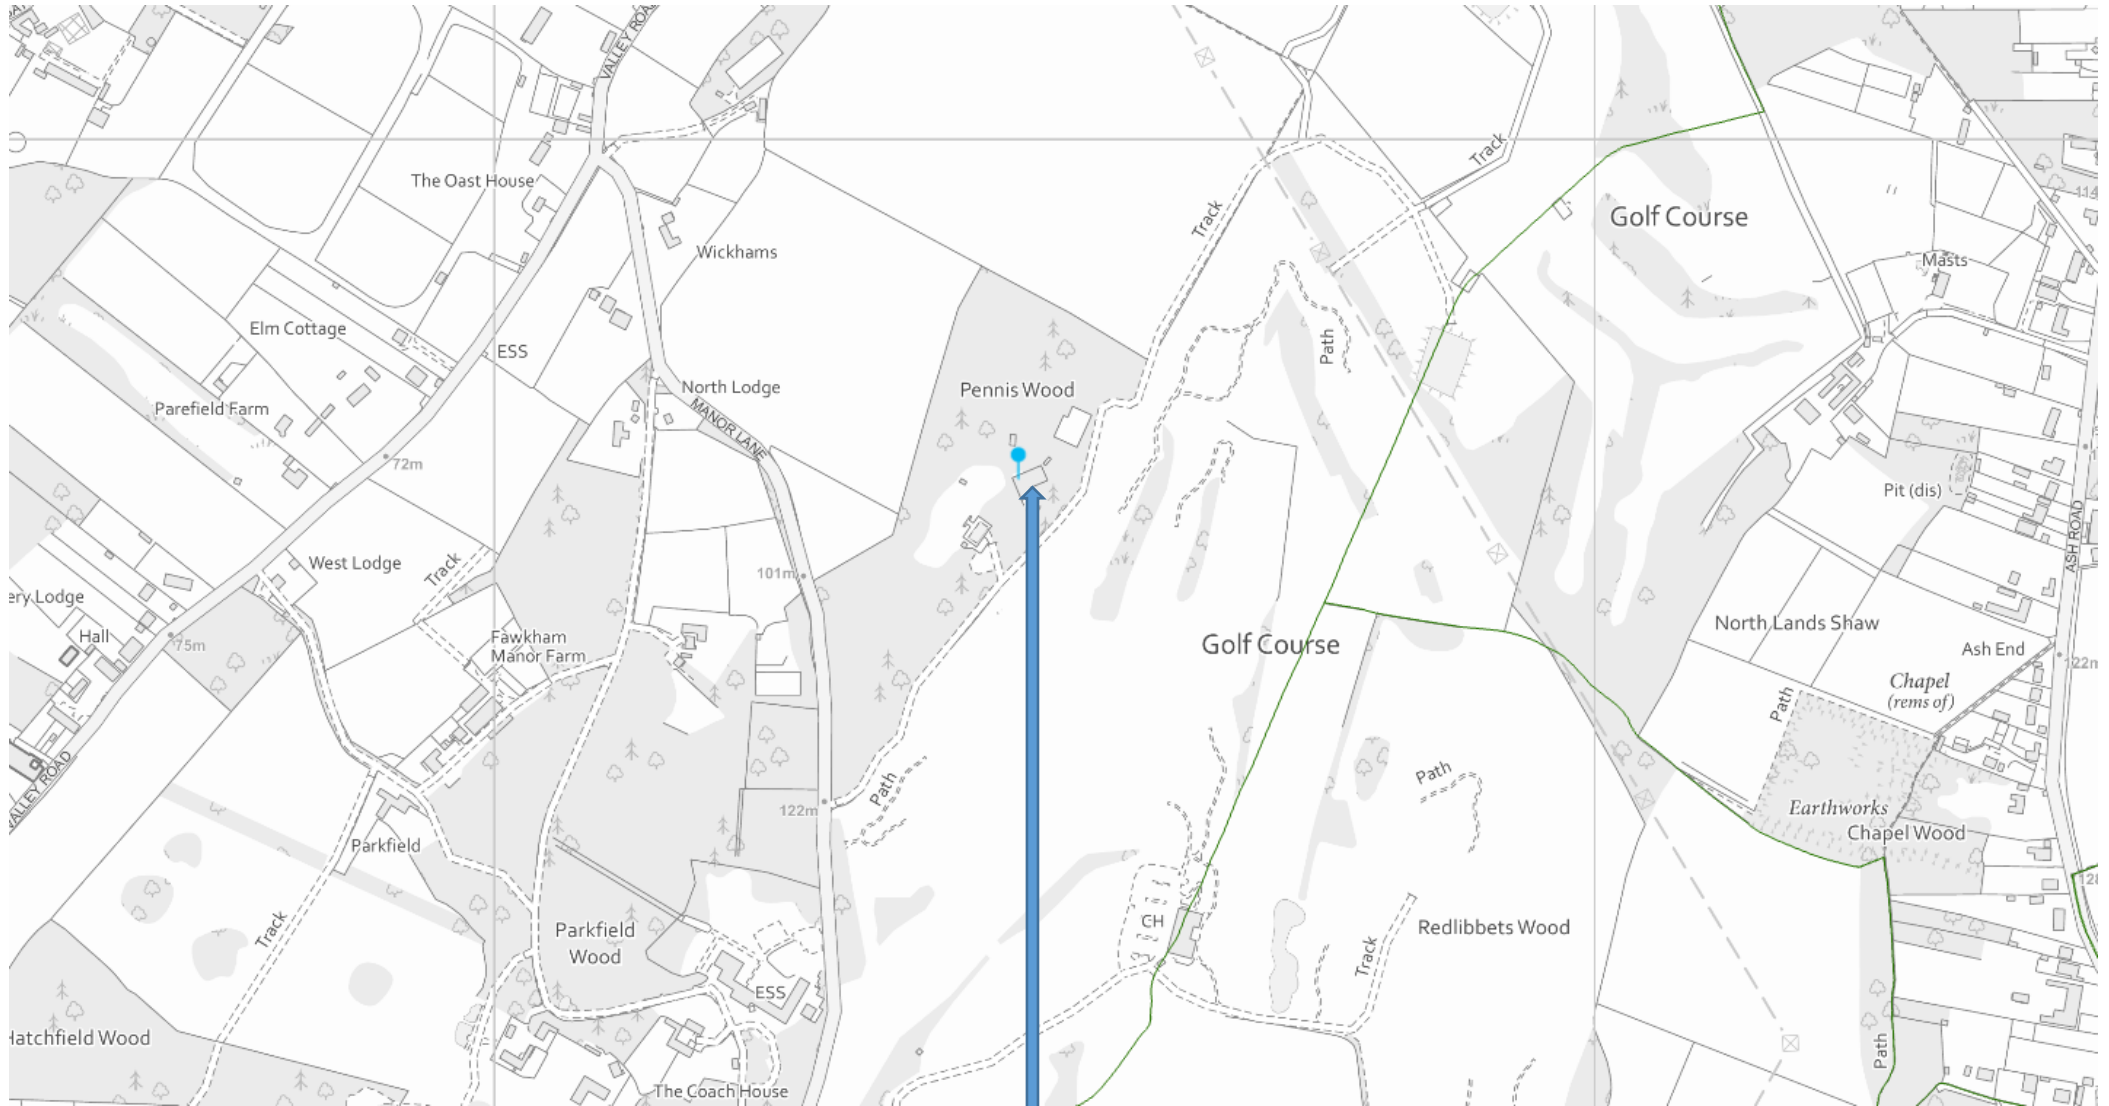 VALLEY ROAD
The Oast House
Track
Track
114
Golf Course
Wickhams
Masts
Elm Cottage
ESS
Path
North Lodge
Pennis Wood
Parefield Farm
MANOR LANE
72m
Pit (dis)
ASH ROAD
West Lodge
Track
101m
ery Lodge
Hall
75m
Fawkham
Manor Farm
Golf Course
North Lands Shaw
Ash End
122m
Chapel
(rems of)
Path
VALLEY ROAD
Path
Path
122m
Earthworks
Chapel Wood
Parkfield
Track
CH
Redlibbets Wood
Parkfield
Wood
Track
ESS
Hatchfield Wood
Path
The Coach House